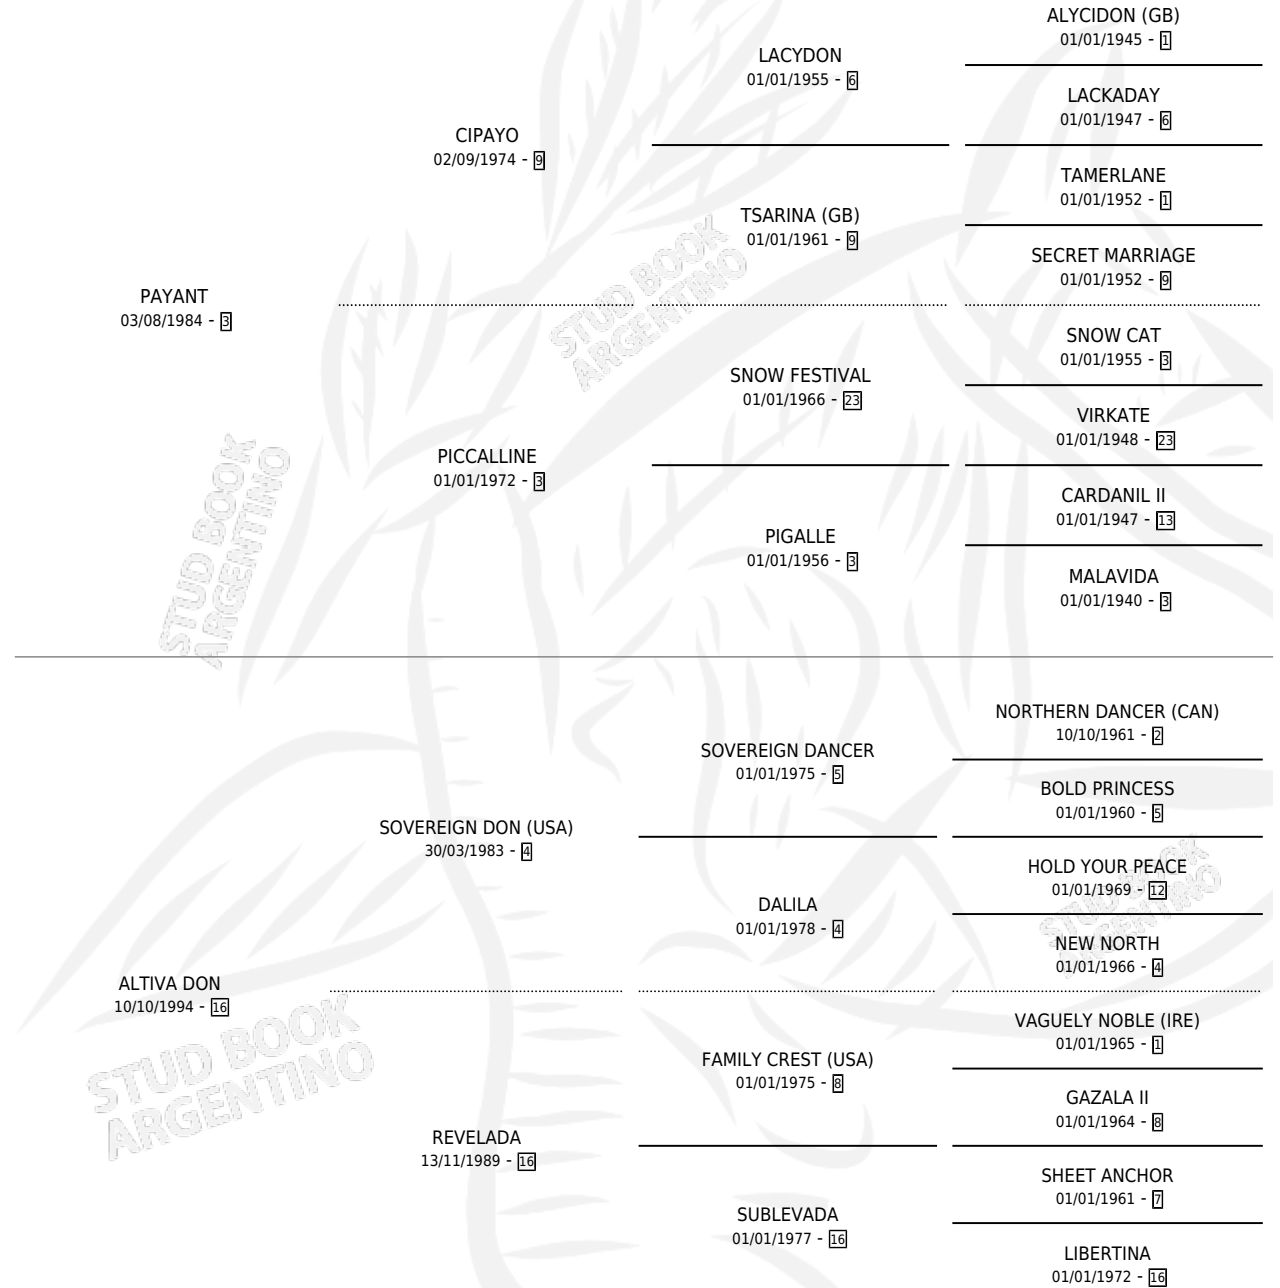 ALYCIDON (GB)
01/01/1945 - 1
LACYDON
01/01/1955 - 6
LACKADAY
01/01/1947 - 6
CIPAYO
02/09/1974 - 9
TAMERLANE
01/01/1952 - 1
TSARINA (GB)
01/01/1961 - 9
SECRET MARRIAGE
01/01/1952 - 9
PAYANT
03/08/1984 - 3
SNOW CAT
01/01/1955 - 3
SNOW FESTIVAL
01/01/1966 - 23
VIRKATE
01/01/1948 - 23
PICCALLINE
01/01/1972 - 3
CARDANIL II
01/01/1947 - 13
PIGALLE
01/01/1956 - 3
MALAVIDA
01/01/1940 - 3
STUD BOOK
ARGENTINO
STUD BOOK
ARGENTINO
NORTHERN DANCER (CAN)
10/10/1961 - 2
SOVEREIGN DANCER
01/01/1975 - 5
BOLD PRINCESS
01/01/1960 - 5
SOVEREIGN DON (USA)
30/03/1983 - 4
HOLD YOUR PEACE
01/01/1969 - 12
DALILA
01/01/1978 - 4
NEW NORTH
01/01/1966 - 4
ALTIVA DON
10/10/1994 - 16
VAGUELY NOBLE (IRE)
01/01/1965 - 1
FAMILY CREST (USA)
01/01/1975 - 8
GAZALA II
01/01/1964 - 8
REVELADA
13/11/1989 - 16
SHEET ANCHOR
01/01/1961 - 7
SUBLEVADA
01/01/1977 - 16
LIBERTINA
01/01/1972 - 16
STUD BOOK
ARGENTINO
STUD BOOK
ARGENTINO